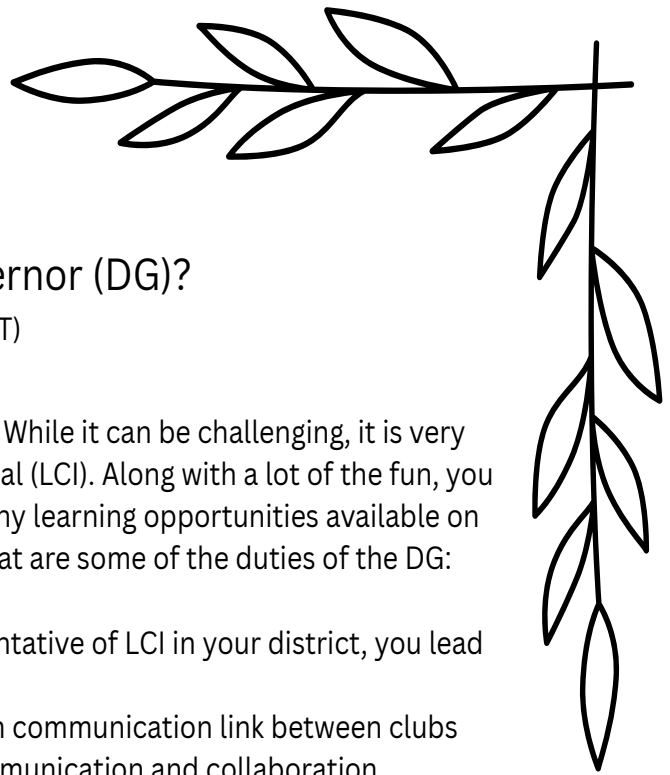 ernor (DG)?
T)
While it can be challenging, it is very
al (LCI). Along with a lot of the fun, you
ny learning opportunities available on
at are some of the duties of the DG:
ntative of LCI in your district, you lead
n communication link between clubs
munication and collaboration